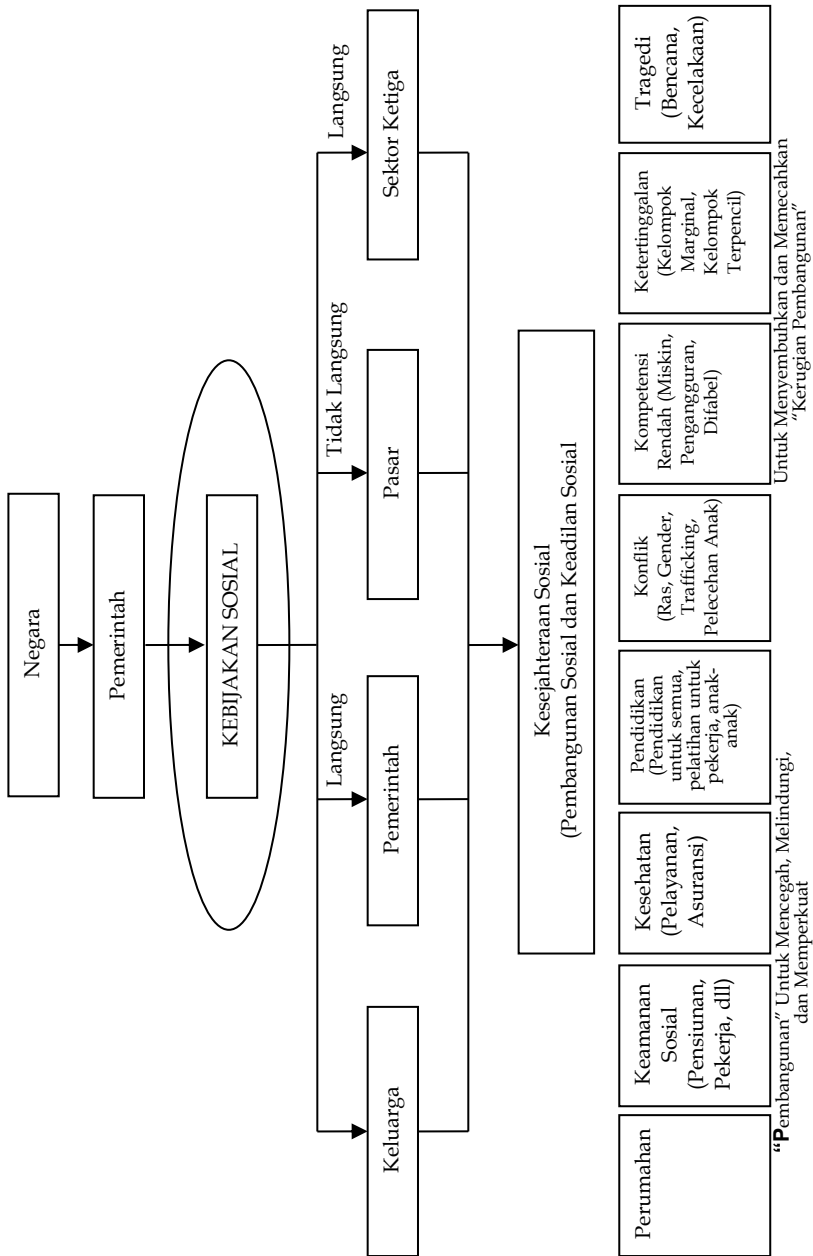 Negara
Pemerintah
KEBIJAKAN SOSIAL
Langsung
Tidak Langsung
Langsung
Keluarga
Pemerintah
Pasar
Sektor Ketiga
Kesejahteraan Sosial
(Pembangunan Sosial dan Keadilan Sosial
Perumahan
Keamanan
Sosial
(Pensiunan,
Pekerja, dll)
Kesehatan
(Pelayanan,
Asuransi)
Pendidikan
(Pendidikan
untuk semua,
pelatihan untuk
pekerja, anak-
anak)
Konflik
(Ras, Gender,
Trafficking,
Pelecehan Anak)
Kompetensi
Rendah (Miskin,
Pengangguran,
Difabel)
Ketertinggalan
(Kelompok
Marginal,
Kelompok
Terpencil)
Tragedi
(Bencana,
Kecelakaan)
“Pembangunan” Untuk Mencegah, Melindungi,
dan Memperkuat
Untuk Menyembuhkan dan Memecahkan
“Kerugian Pembangunan”